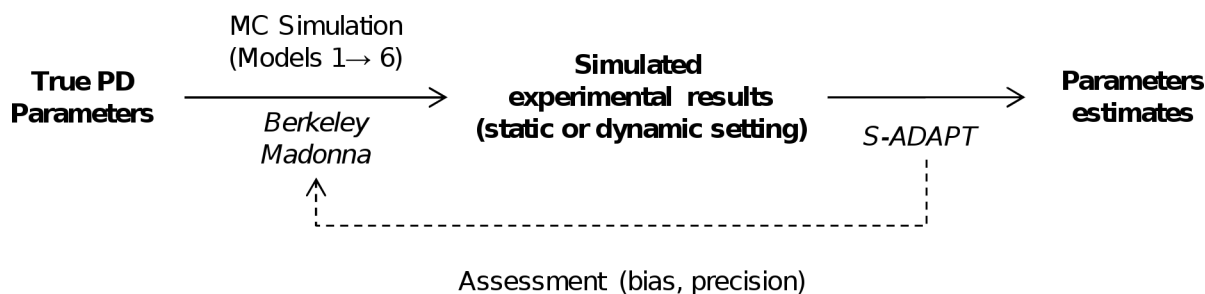 True PD
Parameters
MC Simulation
(Models 1→ 6)
Berkeley
Madonna
Simulated
experimental results
(static or dynamic setting)
S-ADAPT
Parameters
estimates
Assessment (bias, precision)